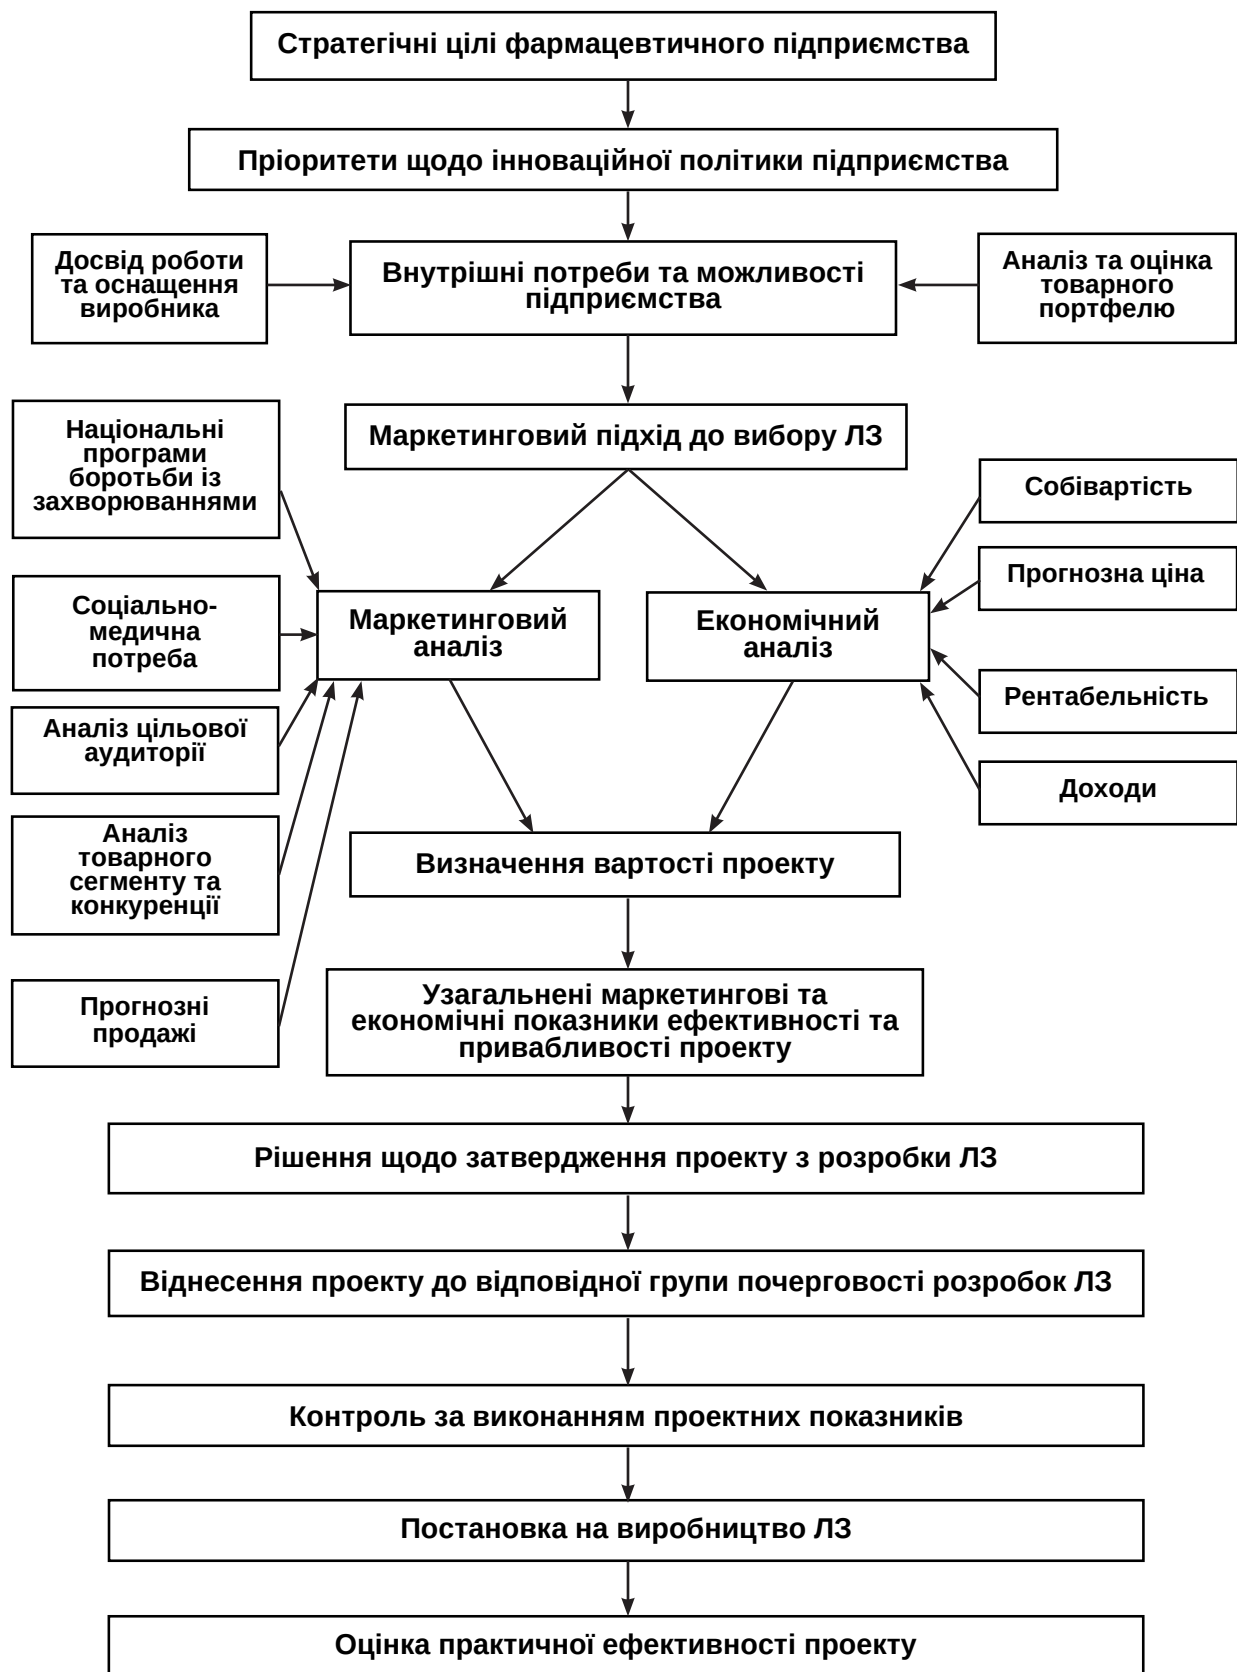 Стратегічні цілі фармацевтичного підприємства
Пріоритети щодо інноваційної політики підприємства
Досвід роботи
та оснащення
виробника
Внутрішні потреби та можливості
підприємства
Аналіз та оцінка
товарного
портфелю
Маркетинговий підхід до вибору ЛЗ
Національні
програми
боротьби із
захворюваннями
Соціально-
медична
потреба
Аналіз цільової
аудиторії
Аналіз
товарного
сегменту та
конкуренції
Прогнозні
продажі
Маркетинговий
аналіз
Економічний
аналіз
Собівартість
Прогнозна ціна
Рентабельність
Доходи
Визначення вартості проекту
Узагальнені маркетингові та
економічні показники ефективності та
привабливості проекту
Рішення щодо затвердження проекту з розробки ЛЗ
Віднесення проекту до відповідної групи почерговості розробок ЛЗ
Контроль за виконанням проектних показників
Постановка на виробництво ЛЗ
Оцінка практичної ефективності проекту